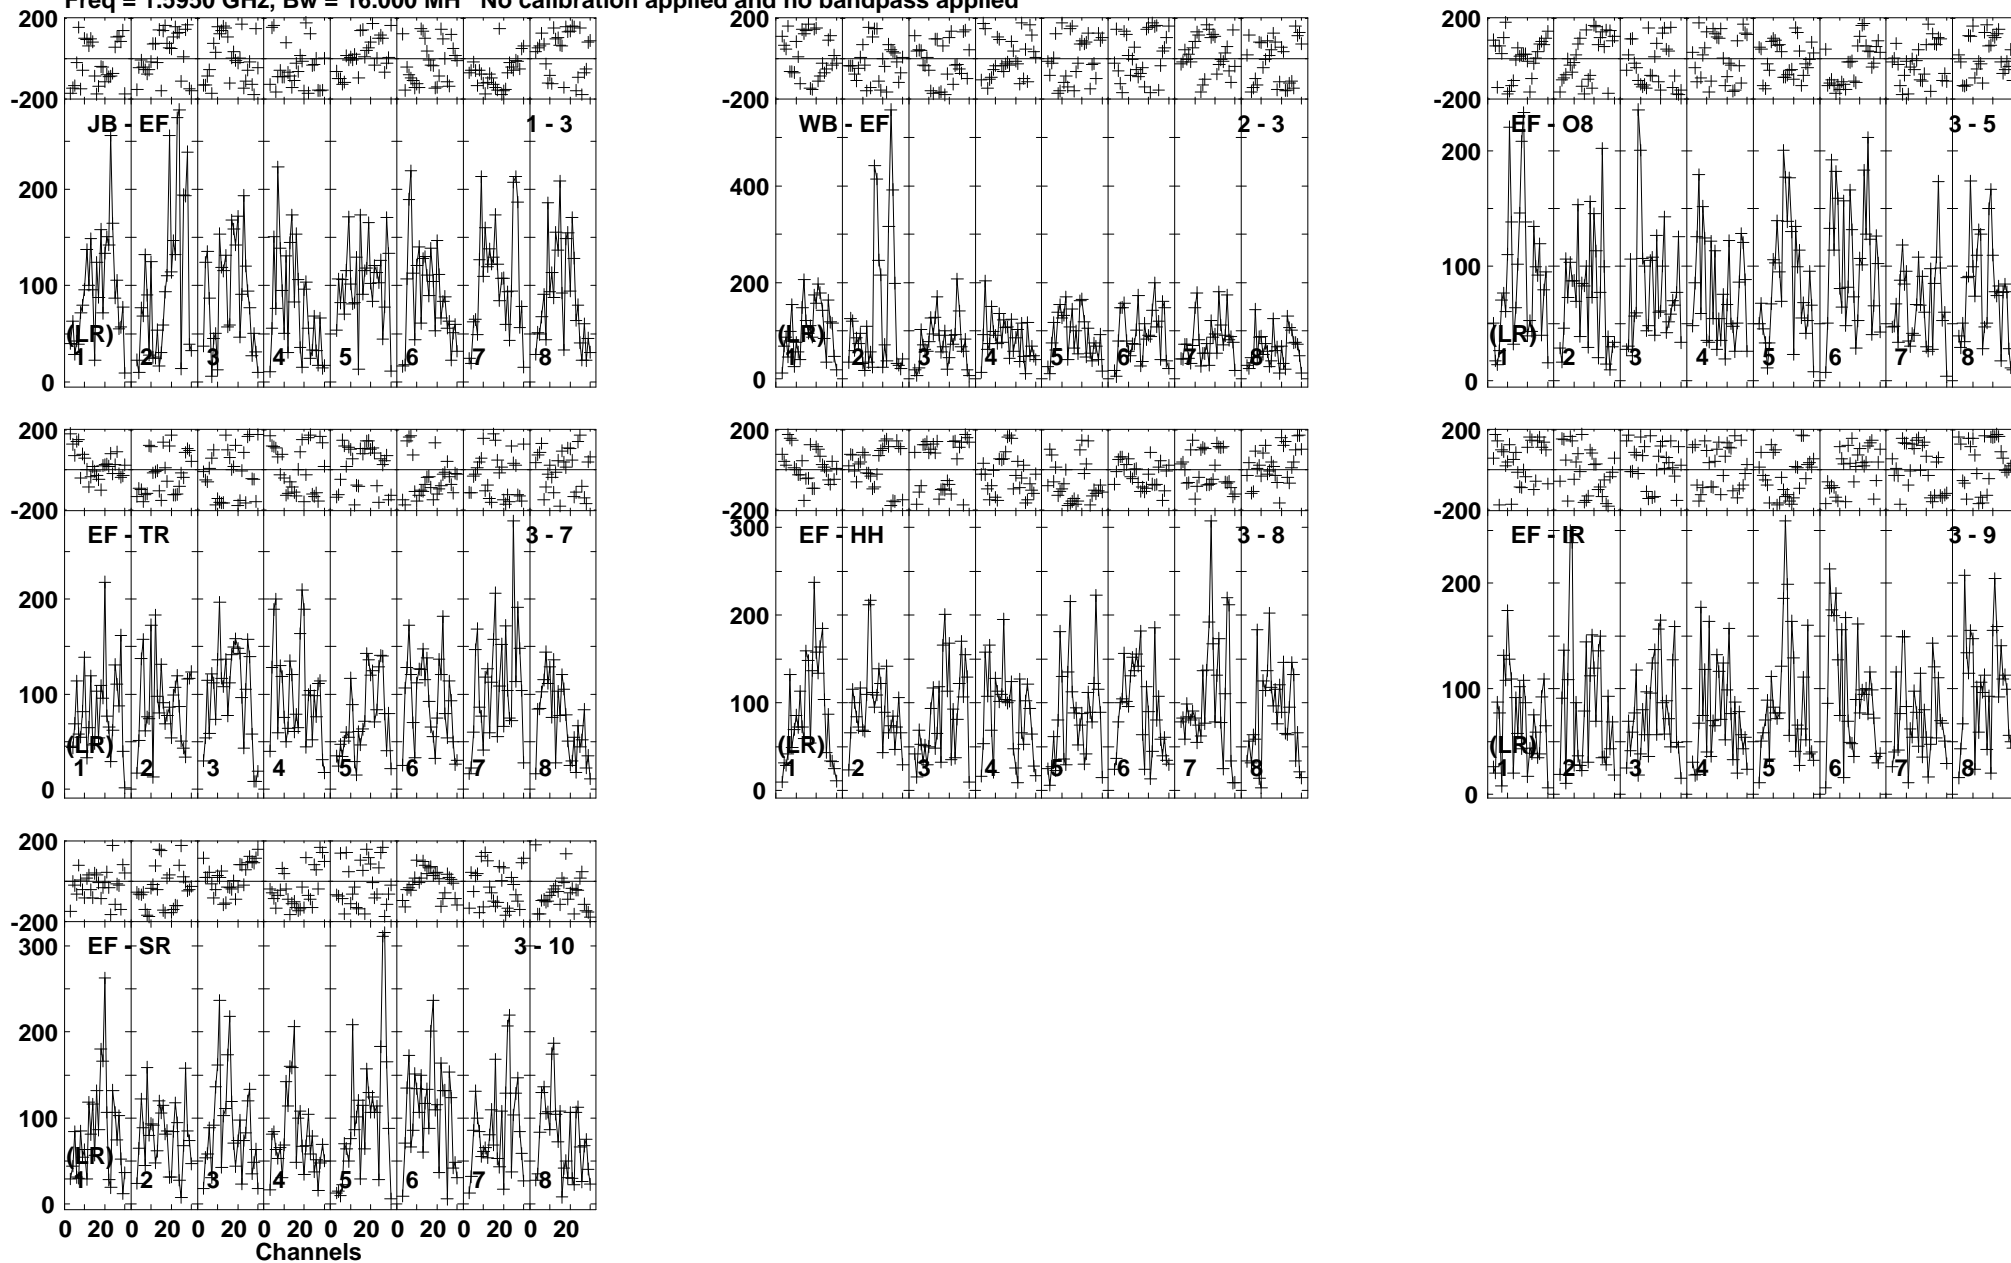 Freq = 1.5950 GHz, Bw = 16.000 MH No calibration applied and no bandpass applied
200
-200
JB - EF 1 - 3
200
100
0
(LR)
1 2 3 4 5 6 7 8
200
-200
WB - EF 2 - 3
400
200
0
(LR)
1 2 3 4 5 6 7 8
200
-200
EF - O8 3 - 5
200
100
0
(LR)
1 2 3 4 5 6 7 8
200
-200
EF - TR 3 - 7
200
100
0
(LR)
1 2 3 4 5 6 7 8
200
-200
300
EF - HH 3 - 8
200
100
0
(LR)
1 2 3 4 5 6 7 8
200
-200
EF - IR 3 - 9
200
100
0
(LR)
1 2 3 4 5 6 7 8
200
-200
300
EF - SR 3 - 10
200
100
0
(LR)
1 2 3 4 5 6 7 8
0 20 0 20 0 20 0 20 0 20 0 20 0 20 0 20
Channels